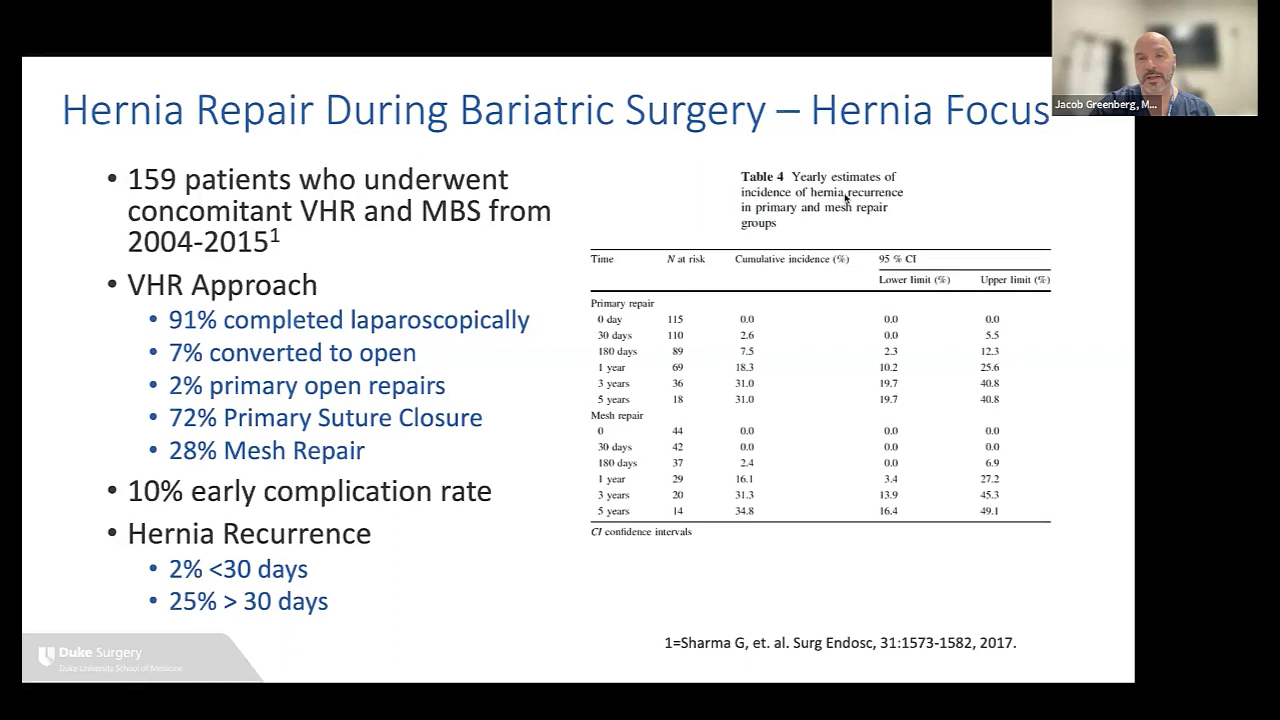 Hernia Repair During Bariatric Surgery – Hernia Focus
Jacob Greenberg, M...
• 159 patients who underwent
concomitant VHR and MBS from
2004-2015¹
• VHR Approach
• 91% completed laparoscopically
• 7% converted to open
• 2% primary open repairs
• 72% Primary Suture Closure
• 28% Mesh Repair
• 10% early complication rate
• Hernia Recurrence
• 2% <30 days
• 25% > 30 days
Table 4 Yearly estimates of
incidence of hernia recurrence
in primary and mesh repair
groups
Time N at risk Cumulative incidence (%) 95 % CI
Lower limit (%) Upper limit (%)
Primary repair
0 day 115 0.0 0.0 0.0
30 days 110 2.6 0.0 5.5
180 days 89 7.5 2.3 12.3
1 year 69 18.3 10.2 25.6
3 years 36 31.0 19.7 40.8
5 years 18 31.0 19.7 40.8
Mesh repair
0 44 0.0 0.0 0.0
30 days 42 0.0 0.0 0.0
180 days 37 2.4 0.0 6.9
1 year 29 16.1 3.4 27.2
3 years 20 31.3 13.9 45.3
5 years 14 34.8 16.4 49.1
CI confidence intervals
1=Sharma G, et. al. Surg Endosc, 31:1573-1582, 2017.
Duke Surgery
Duke University School of Medicine